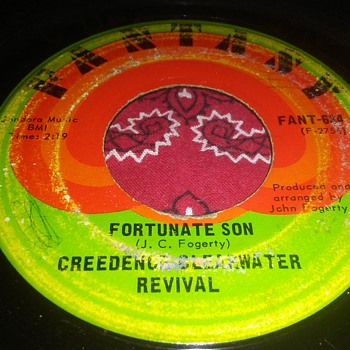 FANTASY
Jondora Music
BMI
Time: 2:19
FANT-634
(F-2756)
Produced and
arranged by
John Fogerty
FORTUNATE SON
(J. C. Fogerty)
CREEDENCE CLEARWATER
REVIVAL